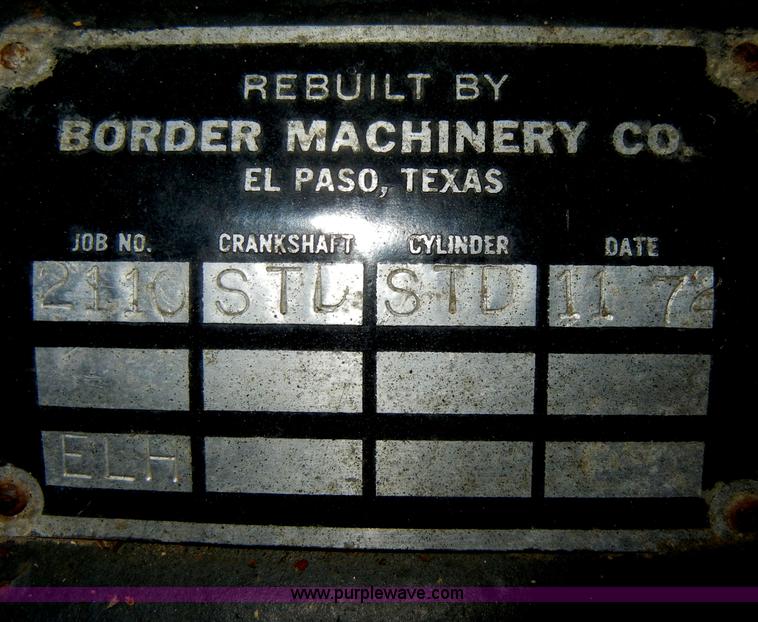 REBUILT BY
BORDER MACHINERY CO.
EL PASO, TEXAS
JOB NO. CRANKSHAFT CYLINDER DATE
2110 STD STD 11 72
ELH
www.purplewave.com